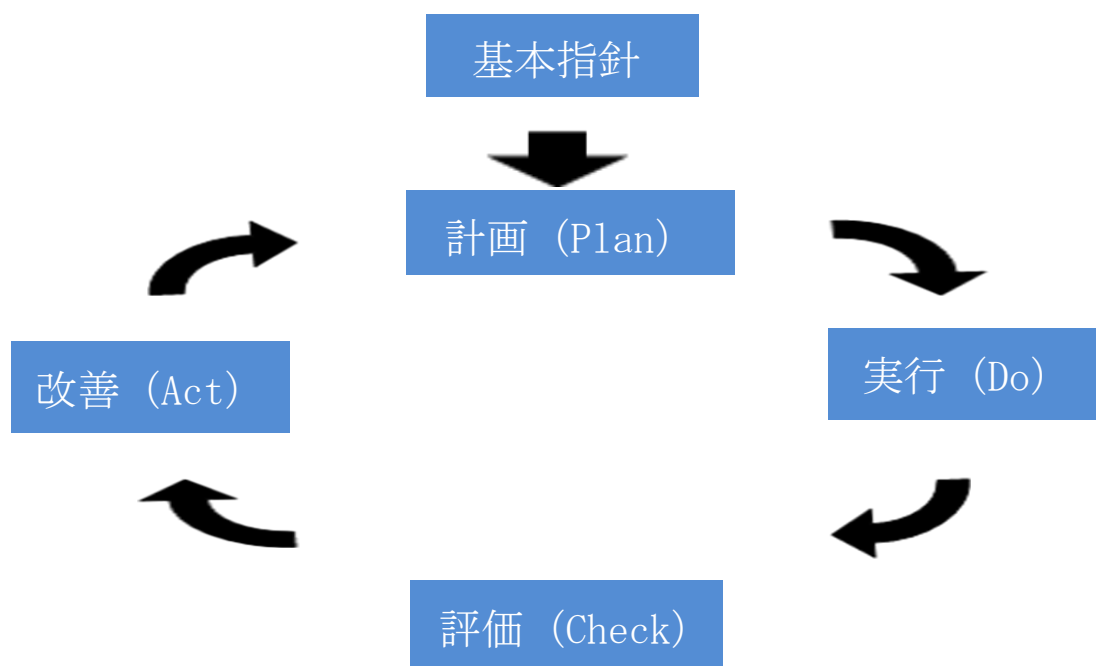 基本指針
計画 (Plan)
実行 (Do)
評価 (Check)
改善 (Act)